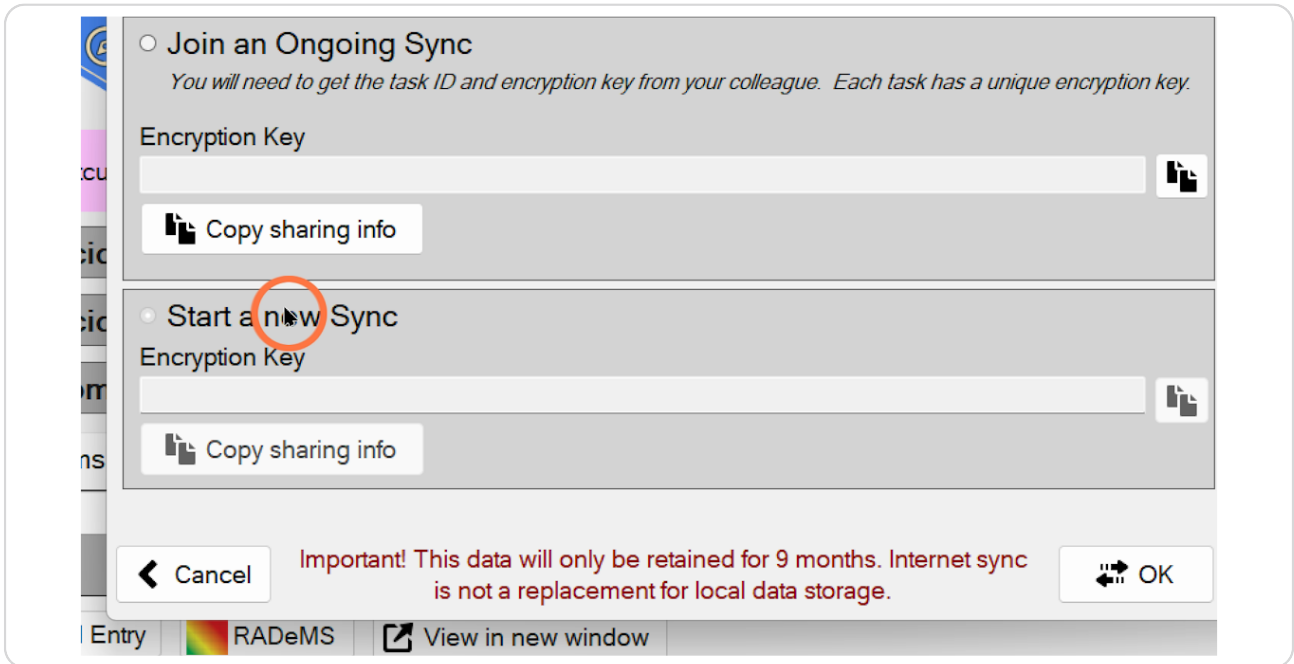 Join an Ongoing Sync
You will need to get the task ID and encryption key from your colleague.  Each task has a unique encryption key.
Encryption Key
Copy sharing info
Start a new Sync
Encryption Key
Copy sharing info
Cancel
Important! This data will only be retained for 9 months. Internet sync
is not a replacement for local data storage.
OK
Entry
RADeMS
View in new window